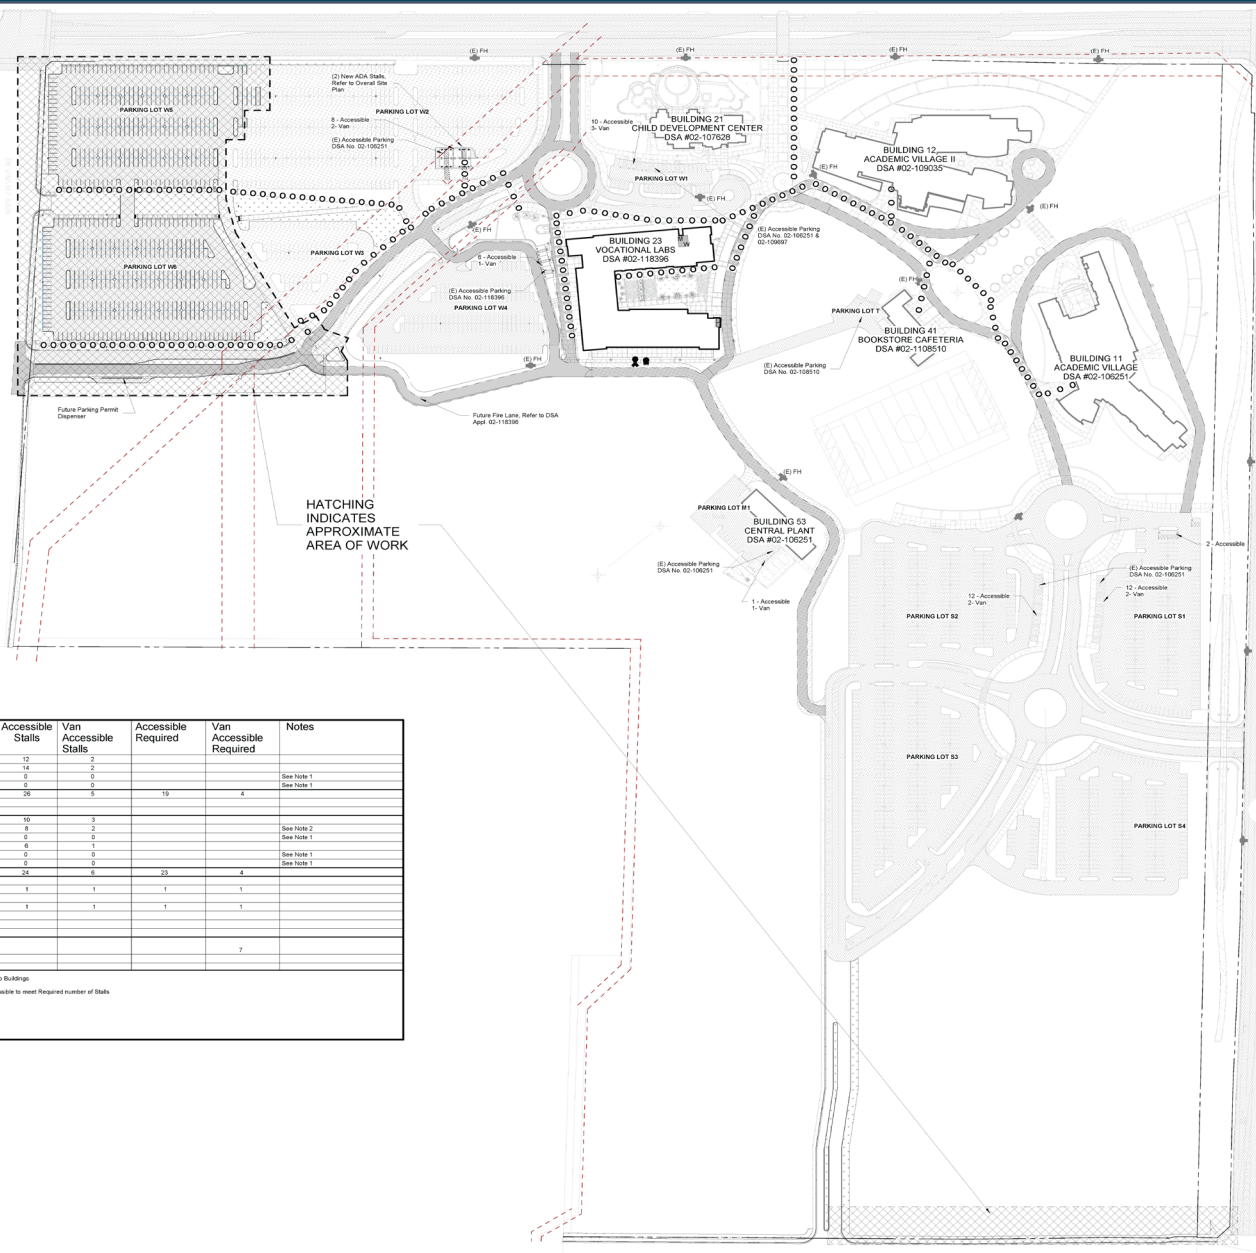 (E) FH
(E) FH
(E) FH
(E) FH
(2) New ADA Stalls,
Refer to Overall Site
Plan
PARKING LOT W5
PARKING LOT W2
8 - Accessible
2- Van
(E) Accessible Parking
DSA No. 02-106251
10 - Accessible
3- Van
BUILDING 21
CHILD DEVELOPMENT CENTER
DSA #02-107628
PARKING LOT W1
BUILDING 12
ACADEMIC VILLAGE II
DSA #02-109035
(E) FH
(E) FH
(E) FH
(E) FH
(E) Accessible Parking
DSA No. 02-106251 &
02-109697
BUILDING 23
VOCATIONAL LABS
DSA #02-118396
M
W
PARKING LOT W3
PARKING LOT W6
6 - Accessible
1- Van
(E) Accessible Parking
DSA No. 02-118396
PARKING LOT W4
(E) FH
PARKING LOT T
BUILDING 41
BOOKSTORE CAFETERIA
DSA #02-1108510
(E) FH
(E) Accessible Parking
DSA No. 02-108510
BUILDING 11
ACADEMIC VILLAGE
DSA #02-106251
Future Parking Permit
Dispenser
Future Fire Lane, Refer to DSA
Appl. 02-118396
(E) FH
HATCHING
INDICATES
APPROXIMATE
AREA OF WORK
PARKING LOT M1
BUILDING 53
CENTRAL PLANT
DSA #02-106251
(E) Accessible Parking
DSA No. 02-106251
1 - Accessible
1- Van
2 - Accessible
(E) Accessible Parking
DSA No. 02-106251
12 - Accessible
2- Van
12 - Accessible
2- Van
PARKING LOT S2
PARKING LOT S1
PARKING LOT S3
PARKING LOT S4
Accessible Stalls Van Accessible Stalls Accessible Required Van Accessible Required Notes
12 2
14 2
0 0 See Note 1
0 0 See Note 1
26 5 19 4
10 3
8 2 See Note 2
0 0 See Note 1
6 1
0 0 See Note 1
0 0 See Note 1
24 6 23 4
1 1 1 1
1 1 1 1
7
o Buildings
ssible to meet Required number of Stalls